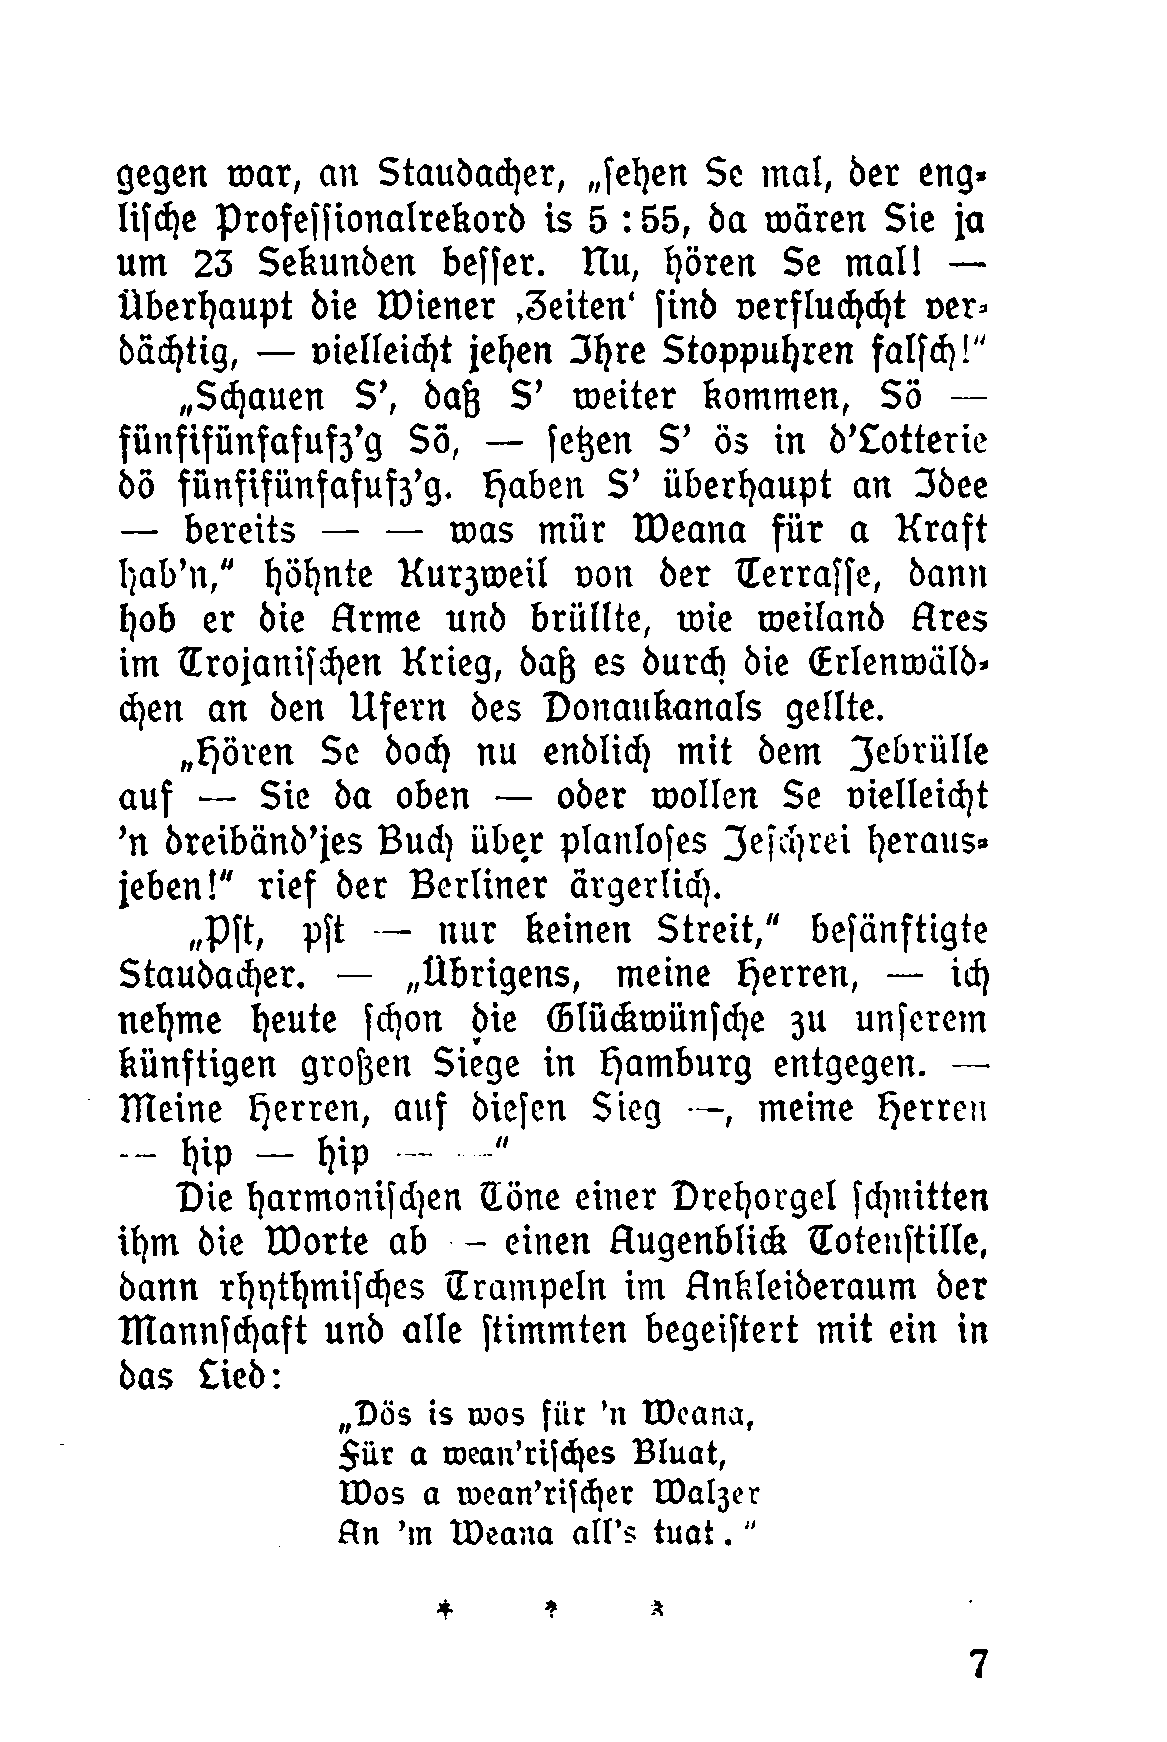 gegen war, an Staudacher, „sehen Se mal, der eng-
lische Professionalrekord is 5 : 55, da wären Sie ja
um 23 Sekunden besser. Nu, hören Se mal! —
Überhaupt die Wiener ‚Zeiten‘ sind verfluchcht ver-
dächtig, — vielleicht jehen Ihre Stoppuhren falsch!"
„Schauen S', daß S' weiter kommen, Sö —
fünfifünfafufz'g Sö, — setzen S' ös in d'Lotterie
dö fünfifünfafufz'g. Haben S' überhaupt an Idee
— bereits — — was mür Weana für a Kraft
hab'n," höhnte Kurzweil von der Terrasse, dann
hob er die Arme und brüllte, wie weiland Ares
im Trojanischen Krieg, daß es durch die Erlenwäld-
chen an den Ufern des Donaukanals gellte.
„Hören Se doch nu endlich mit dem Jebrülle
auf — Sie da oben — oder wollen Se vielleicht
'n dreibänd'jes Buch über planloses Jeschrei heraus-
jeben!" rief der Berliner ärgerlich.
„Pst, pst — nur keinen Streit," besänftigte
Staudacher. — „Übrigens, meine Herren, — ich
nehme heute schon die Glückwünsche zu unserem
künftigen großen Siege in Hamburg entgegen. —
Meine Herren, auf diesen Sieg —, meine Herren
— hip — hip — —"
Die harmonischen Töne einer Drehorgel schnitten
ihm die Worte ab — einen Augenblick Totenstille,
dann rhythmisches Trampeln im Ankleideraum der
Mannschaft und alle stimmten begeistert mit ein in
das Lied:
„Dös is wos für 'n Weana,
Für a wean'risches Bluat,
Wos a wean'rischer Walzer
An 'm Weana all's tuat."
* * *
7